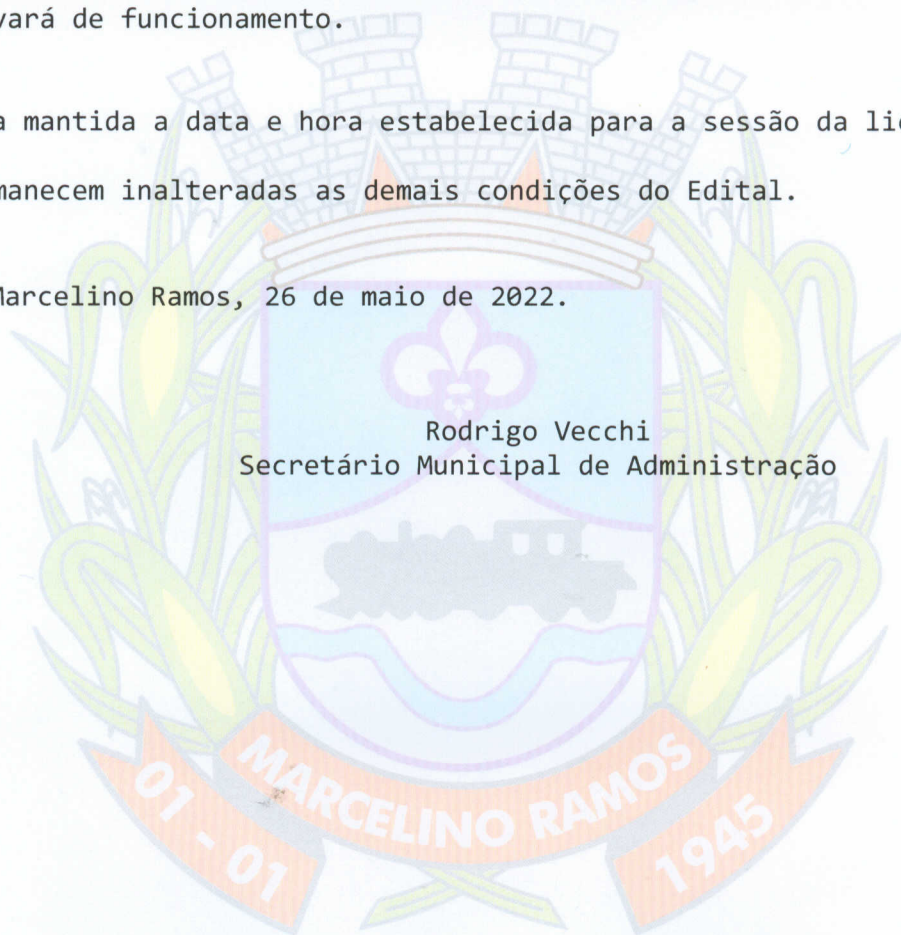 vará de funcionamento.
a mantida a data e hora estabelecida para a sessão da lic
manecem inalteradas as demais condições do Edital.
Marcelino Ramos, 26 de maio de 2022.
Rodrigo Vecchi
Secretário Municipal de Administração
01 - 01
MARCELINO RAMOS
1945